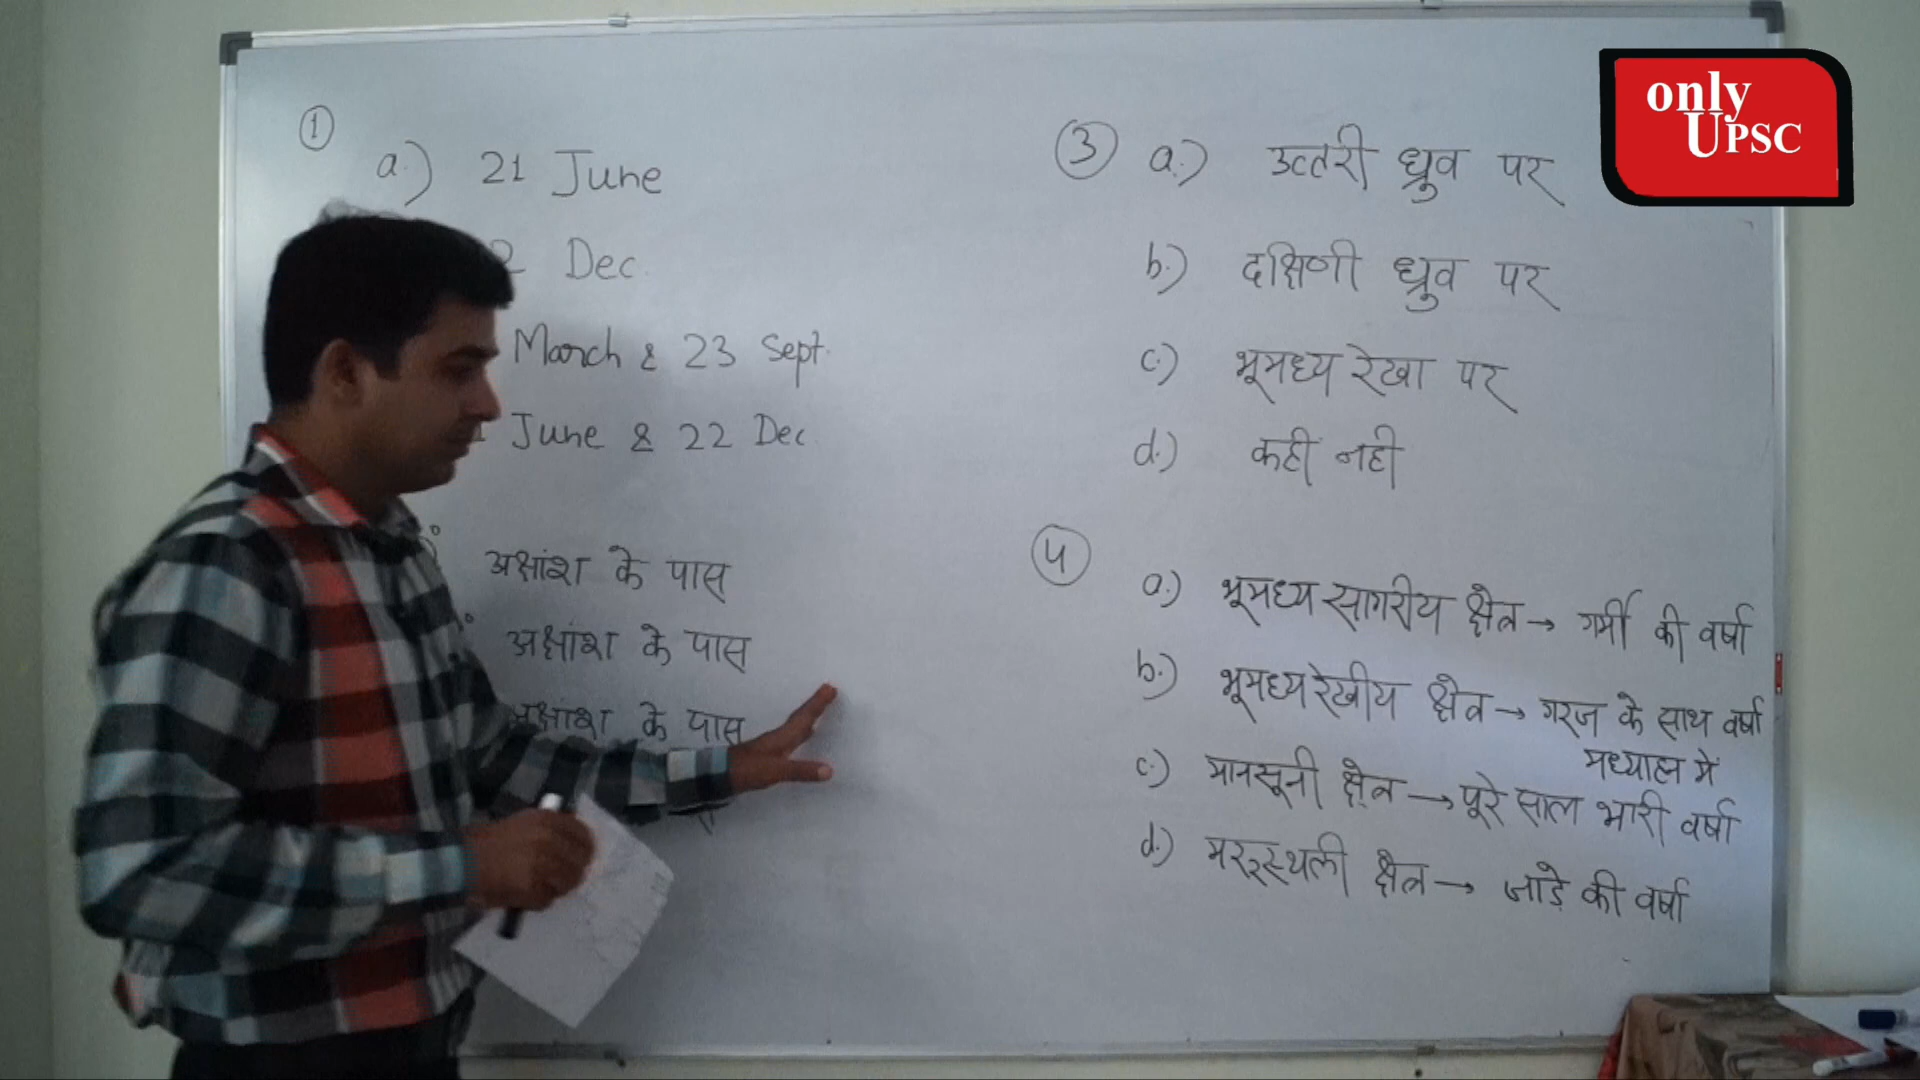 ①
a.) 21 June
2 Dec.
March & 23 Sept.
June & 22 Dec.
अक्षांश के पास
अक्षांश के पास
अक्षांश के पास
③ a.) उत्तरी ध्रुव पर
b.) दक्षिणी ध्रुव पर
c.) भूमध्य रेखा पर
d.) कही नही
④
a.) भूमध्य सागरीय क्षेत्र → गर्मी की वर्षा
b.) भूमध्य रेखीय क्षेत्र → गरज के साथ वर्षा
मध्याह्न में
c.) मानसूनी क्षेत्र → पूरे साल भारी वर्षा
d.) मरूस्थली क्षेत्र → जाड़े की वर्षा
only
UPSC